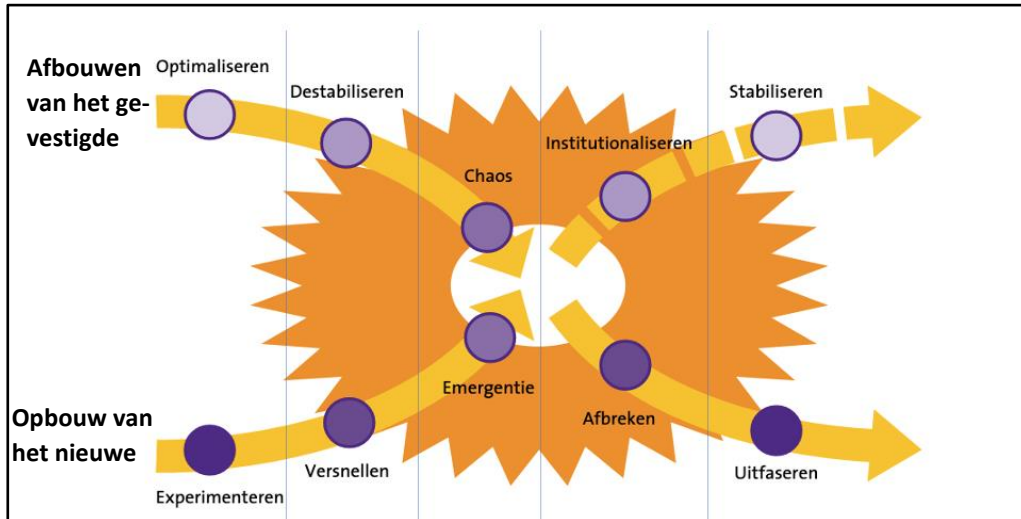 Afbouwen
van het ge-
vestigde
Optimaliseren
Destabiliseren
Chaos
Institutionaliseren
Stabiliseren
Opbouw van
het nieuwe
Experimenteren
Versnellen
Emergentie
Afbreken
Uitfaseren